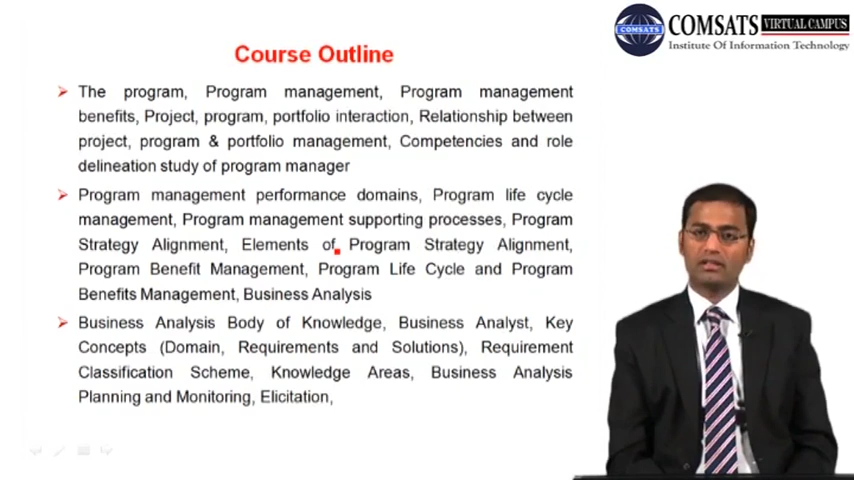 COMSATS
COMSATS VIRTUAL CAMPUS
Institute Of Information Technology
Course Outline
The program, Program management, Program management
benefits, Project, program, portfolio interaction, Relationship between
project, program & portfolio management, Competencies and role
delineation study of program manager
Program management performance domains, Program life cycle
management, Program management supporting processes, Program
Strategy Alignment, Elements of Program Strategy Alignment,
Program Benefit Management, Program Life Cycle and Program
Benefits Management, Business Analysis
Business Analysis Body of Knowledge, Business Analyst, Key
Concepts (Domain, Requirements and Solutions), Requirement
Classification Scheme, Knowledge Areas, Business Analysis
Planning and Monitoring, Elicitation,